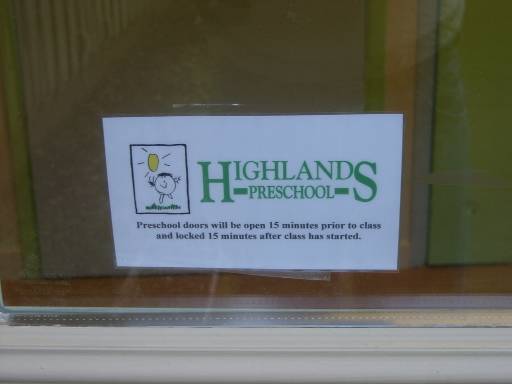 HIGHLANDS
PRESCHOOL
Preschool doors will be open 15 minutes prior to class
and locked 15 minutes after class has started.